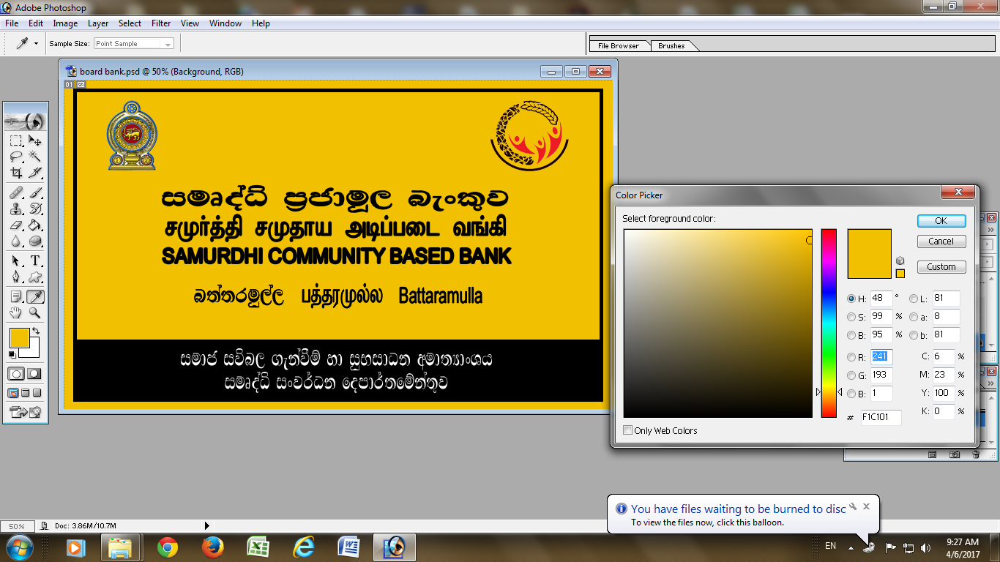 Adobe Photoshop
File Edit Image Layer Select Filter View Window Help
Sample Size: Point Sample
File Browser Brushes
board bank.psd @ 50% (Background, RGB)
01
සමෘද්ධි ප්‍රජාමූල බැංකුව
சமுர்த்தி சமுதாய அடிப்படை வங்கி
SAMURDHI COMMUNITY BASED BANK
බත්තරමුල්ල பத்தரமுல்ல Battaramulla
සමාජ සවිබල ගැන්වීම් හා සුභසාධන අමාත්‍යාංශය
සමෘද්ධි සංවර්ධන දෙපාර්තමේන්තුව
Color Picker
Select foreground color:
OK
Cancel
Custom
H: 48 ° L: 81
S: 99 % a: 8
B: 95 % b: 81
R: 241 C: 6 %
G: 193 M: 23 %
B: 1 Y: 100 %
# F1C101 K: 0 %
Only Web Colors
You have files waiting to be burned to disc
To view the files now, click this balloon.
50% Doc: 3.86M/10.7M
EN
9:27 AM
4/6/2017